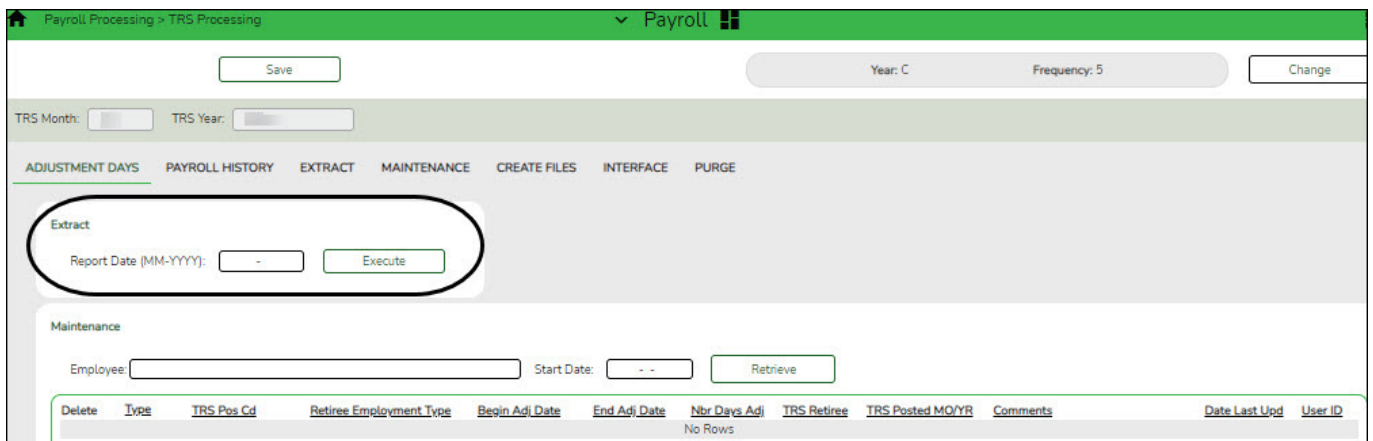 Payroll Processing > TRS Processing
Payroll
Save
Year: C
Frequency: 5
Change
TRS Month:
TRS Year:
ADJUSTMENT DAYS
PAYROLL HISTORY
EXTRACT
MAINTENANCE
CREATE FILES
INTERFACE
PURGE
Extract
Report Date (MM-YYYY): -
Execute
Maintenance
Employee:
Start Date: - -
Retrieve
Delete Type TRS Pos Cd Retiree Employment Type Begin Adj Date End Adj Date Nbr Days Adj TRS Retiree TRS Posted MO/YR Comments Date Last Upd User ID
No Rows